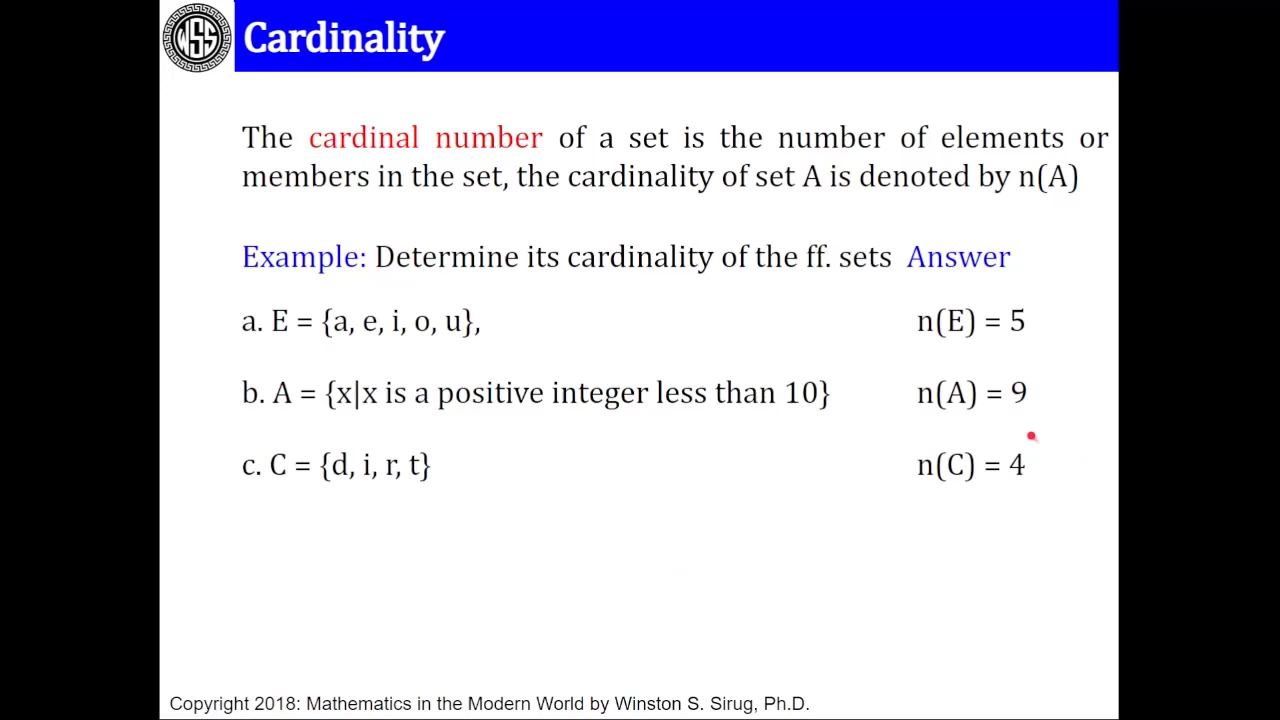 WSS
Cardinality
The cardinal number of a set is the number of elements or
members in the set, the cardinality of set A is denoted by n(A)
Example: Determine its cardinality of the ff. sets Answer
a. E = {a, e, i, o, u}, n(E) = 5
b. A = {x|x is a positive integer less than 10} n(A) = 9
c. C = {d, i, r, t} n(C) = 4
Copyright 2018: Mathematics in the Modern World by Winston S. Sirug, Ph.D.